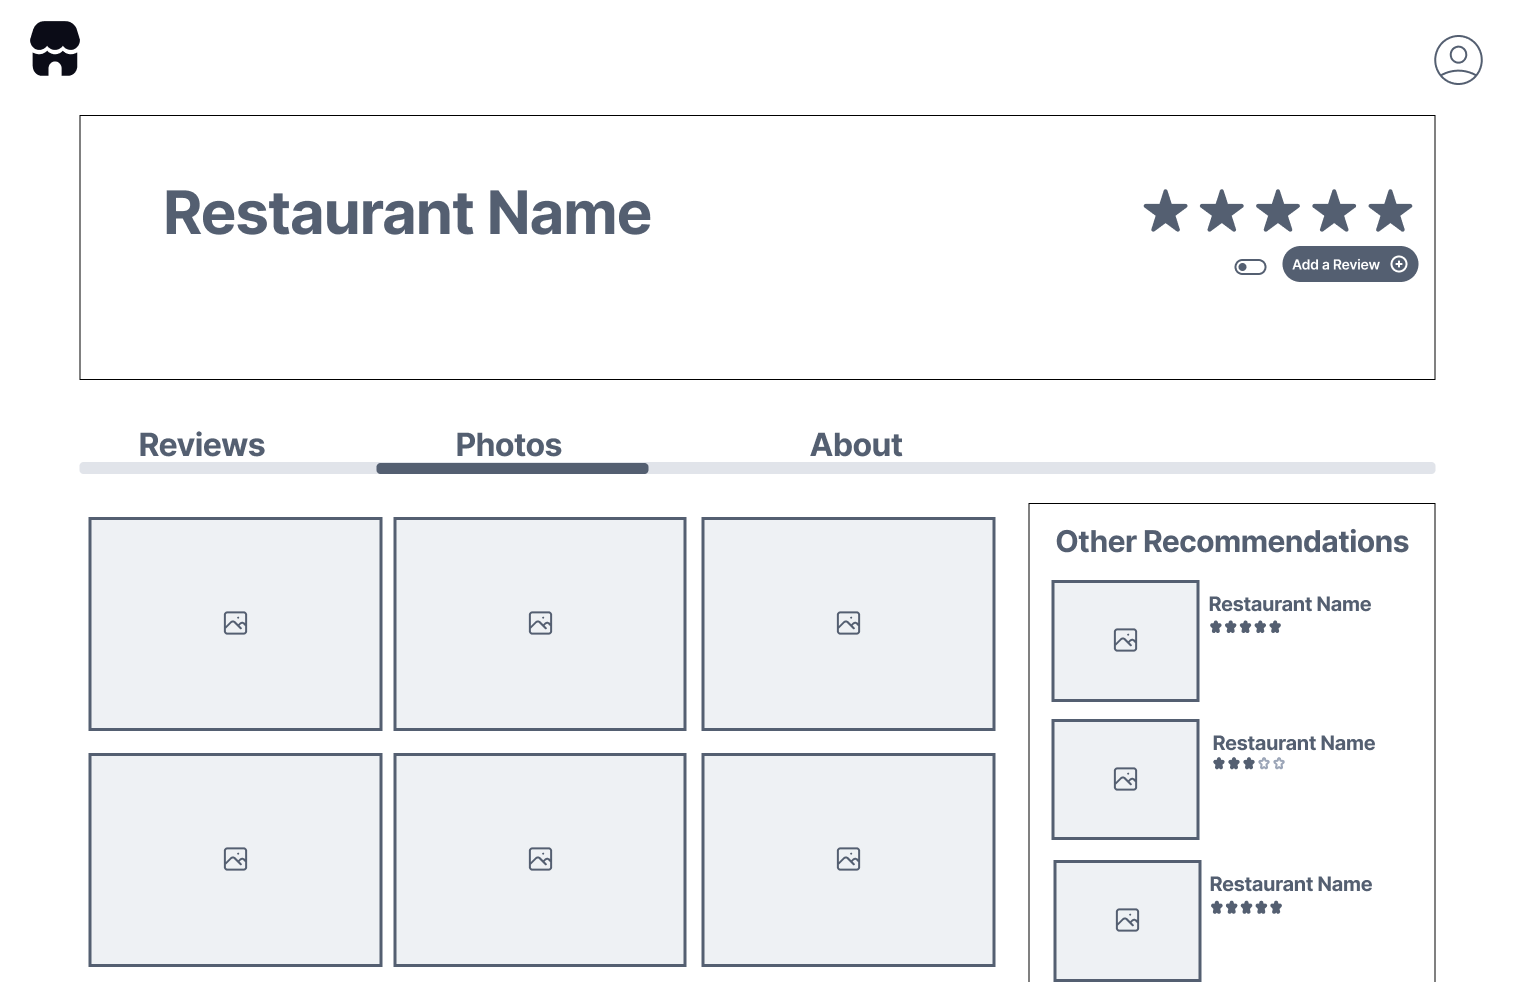 Restaurant Name
Add a Review
Reviews
Photos
About
Other Recommendations
Restaurant Name
Restaurant Name
Restaurant Name